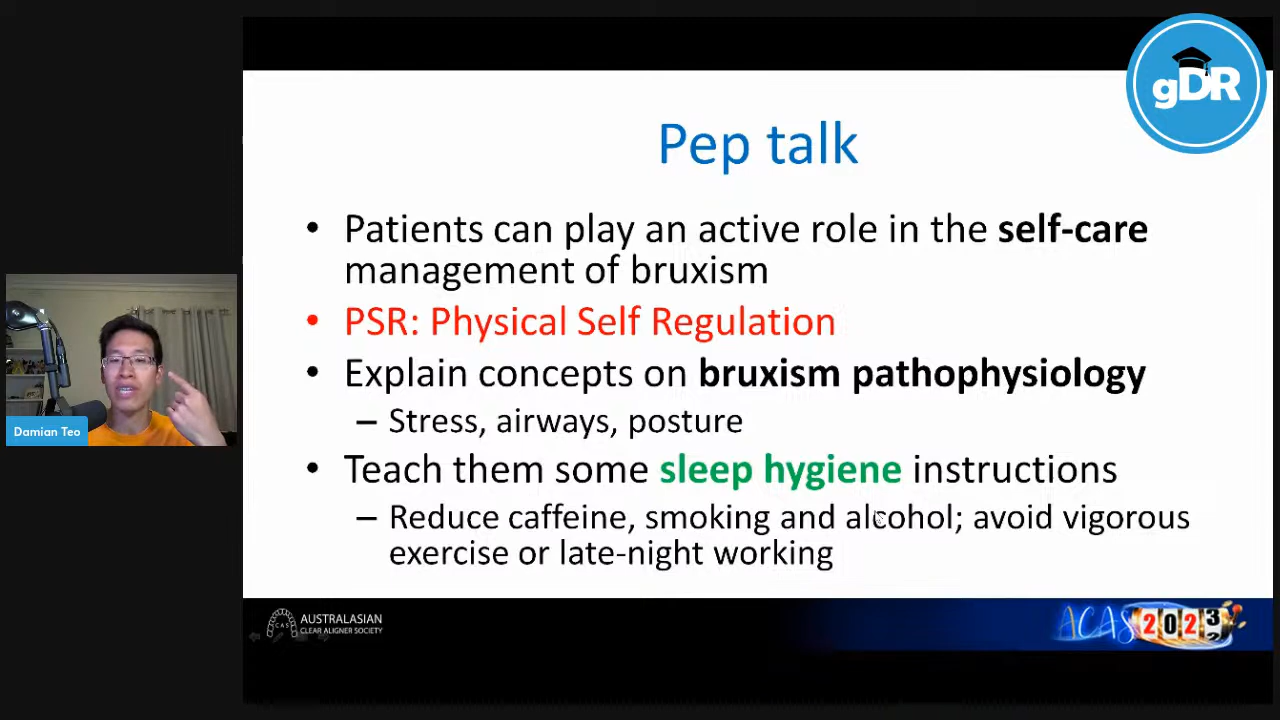 gDR
Pep talk
• Patients can play an active role in the self-care
management of bruxism
• PSR: Physical Self Regulation
• Explain concepts on bruxism pathophysiology
– Stress, airways, posture
Damian Teo
• Teach them some sleep hygiene instructions
– Reduce caffeine, smoking and alcohol; avoid vigorous
exercise or late-night working
CAS
AUSTRALASIAN
CLEAR ALIGNER SOCIETY
ACAS 2023